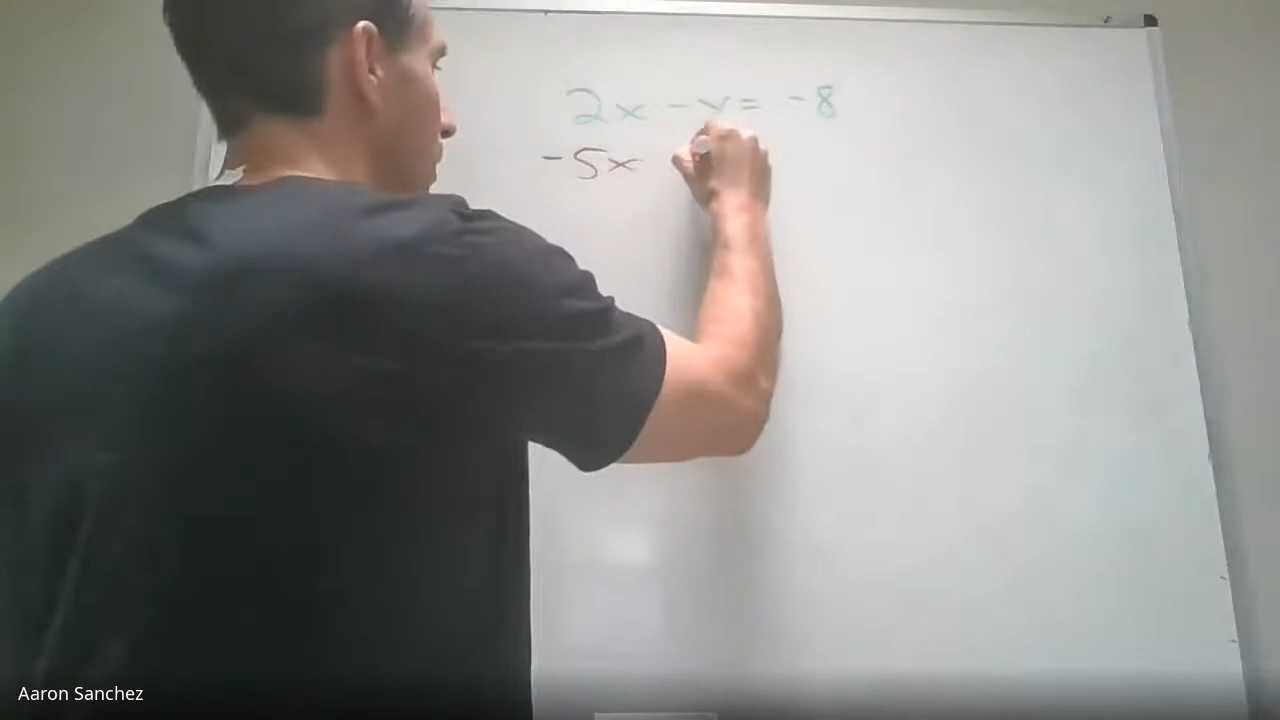 2x - y = -8
-5x
Aaron Sanchez